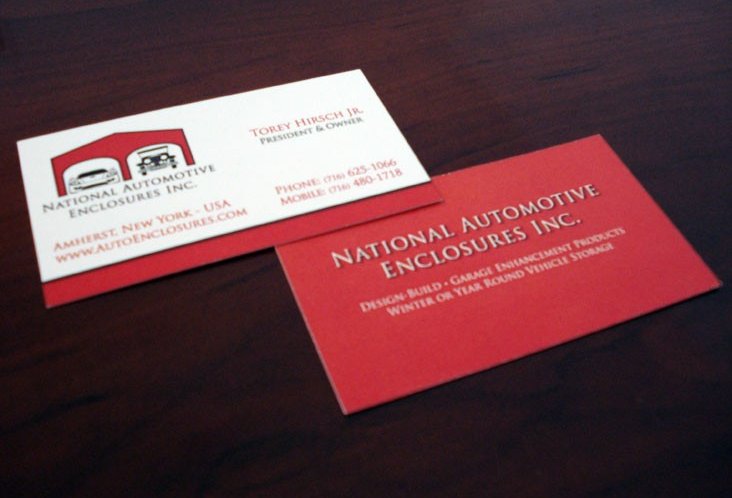 Torey Hirsch Jr.
President & Owner
National Automotive
Enclosures Inc.
Phone: (716) 625-1066
Mobile: (716) 480-1718
Amherst, New York - USA
www.AutoEnclosures.com
National Automotive
Enclosures Inc.
Design-Build • Garage Enhancement Products
Winter or Year Round Vehicle Storage